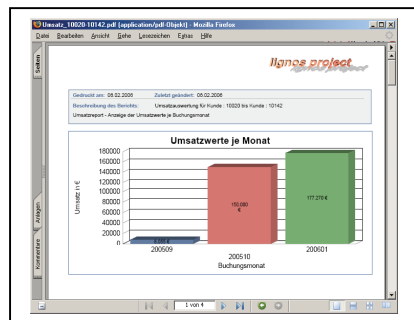 Umsatz_10020-10142.pdf (application/pdf-Objekt) - Mozilla Firefox
Datei Bearbeiten Ansicht Gehe Lesezeichen Extras Hilfe
lignos project
Seiten
Gedruckt am: 06.02.2006 Zuletzt geändert: 06.02.2006
Beschreibung des Berichts: Umsatzauswertung für Kunde : 10020 bis Kunde : 10142
Umsatzreport - Anzeige der Umsatzwerte je Buchungsmonat
Umsatzwerte je Monat
180000
160000
140000
120000
100000
80000
60000
40000
20000
0
Umsatz in €
177.270 €
200509
200510
200601
Buchungsmonat
Anlagen
Kommentare
1 von 4